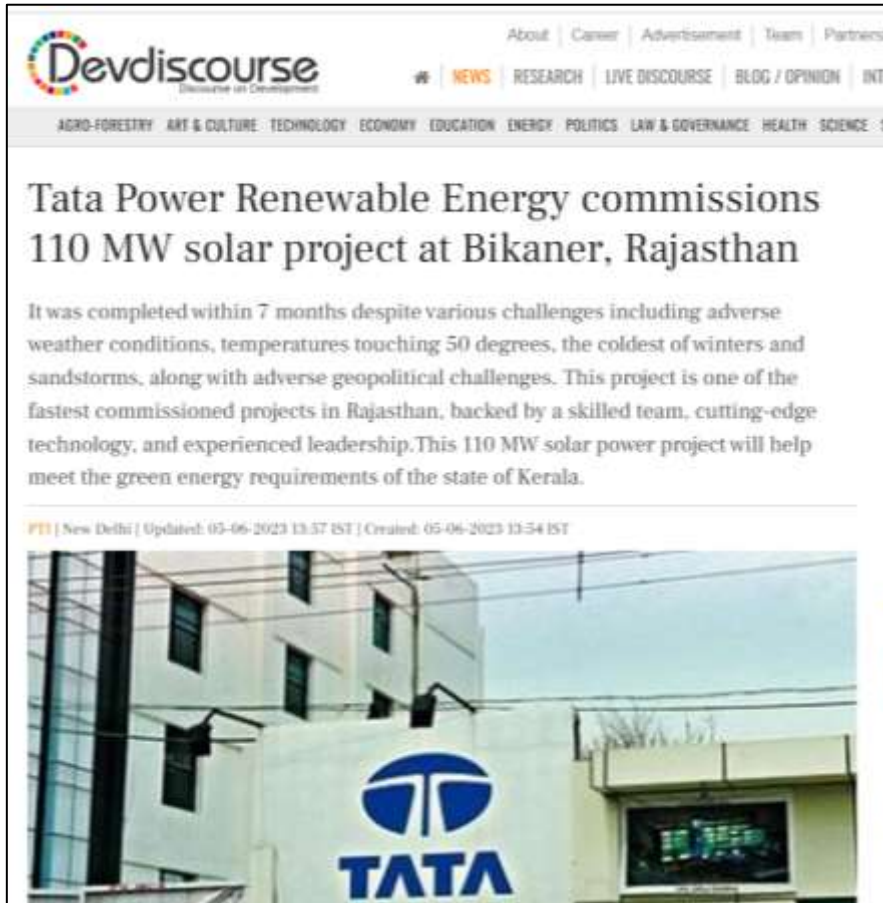 Devdiscourse
Discourse on Development
About | Career | Advertisement | Team | Partners
NEWS | RESEARCH | LIVE DISCOURSE | BLOG / OPINION | INT
AGRO-FORESTRY ART & CULTURE TECHNOLOGY ECONOMY EDUCATION ENERGY POLITICS LAW & GOVERNANCE HEALTH SCIENCE
Tata Power Renewable Energy commissions
110 MW solar project at Bikaner, Rajasthan
It was completed within 7 months despite various challenges including adverse
weather conditions, temperatures touching 50 degrees, the coldest of winters and
sandstorms, along with adverse geopolitical challenges. This project is one of the
fastest commissioned projects in Rajasthan, backed by a skilled team, cutting-edge
technology, and experienced leadership.This 110 MW solar power project will help
meet the green energy requirements of the state of Kerala.
PTI | New Delhi | Updated: 05-06-2023 13:57 IST | Created: 05-06-2023 13:54 IST
TATA